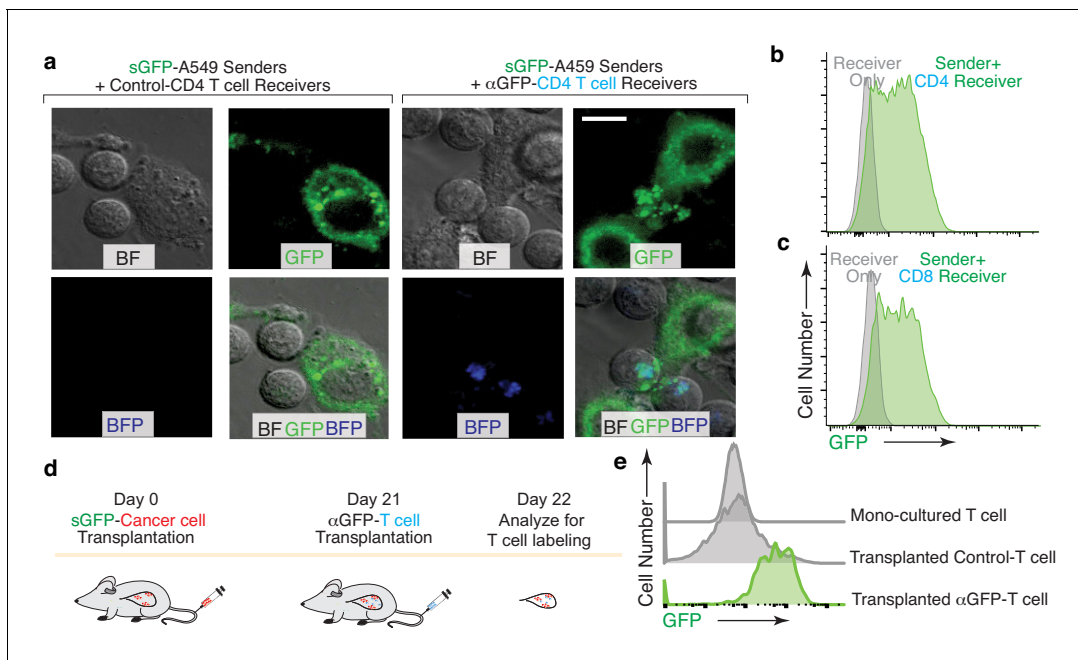 a
sGFP-A549 Senders
+ Control-CD4 T cell Receivers
sGFP-A459 Senders
+ αGFP-CD4 T cell Receivers
BF
GFP
BF
GFP
BFP
BF GFP BFP
BFP
BF GFP BFP
b
Receiver
Only
Sender+
CD4 Receiver
c
Receiver
Only
Sender+
CD8 Receiver
Cell Number
GFP
d
Day 0
sGFP-Cancer cell
Transplantation
Day 21
αGFP-T cell
Transplantation
Day 22
Analyze for
T cell labeling
e
Cell Number
Mono-cultured T cell
Transplanted Control-T cell
Transplanted αGFP-T cell
GFP